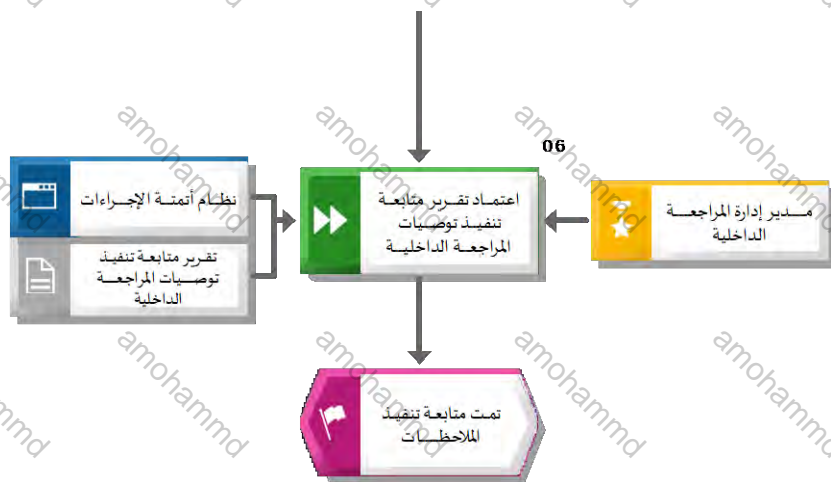 06
مدير إدارة المراجعة
الداخلية
اعتماد تقرير متابعة
تنفيذ توصيات
المراجعة الداخلية
نظام أتمتة الإجراءات
تقرير متابعة تنفيذ
توصيات المراجعة
الداخلية
تمت متابعة تنفيذ
الملاحظات
amohammd
amohammd
amohammd
amohammd
amohammd
amohammd
amohammd
amohammd